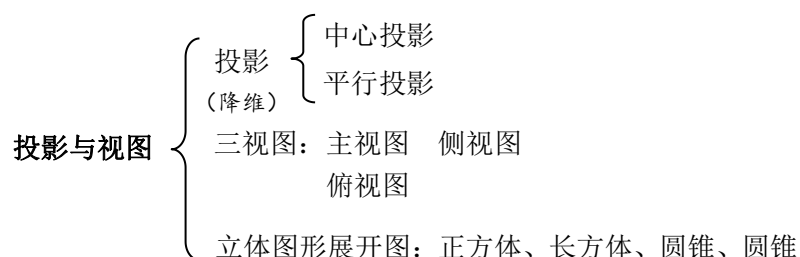 中心投影
投影
平行投影
（降维）
投影与视图
三视图：主视图 侧视图
俯视图
立体图形展开图：正方体、长方体、圆锥、圆锥